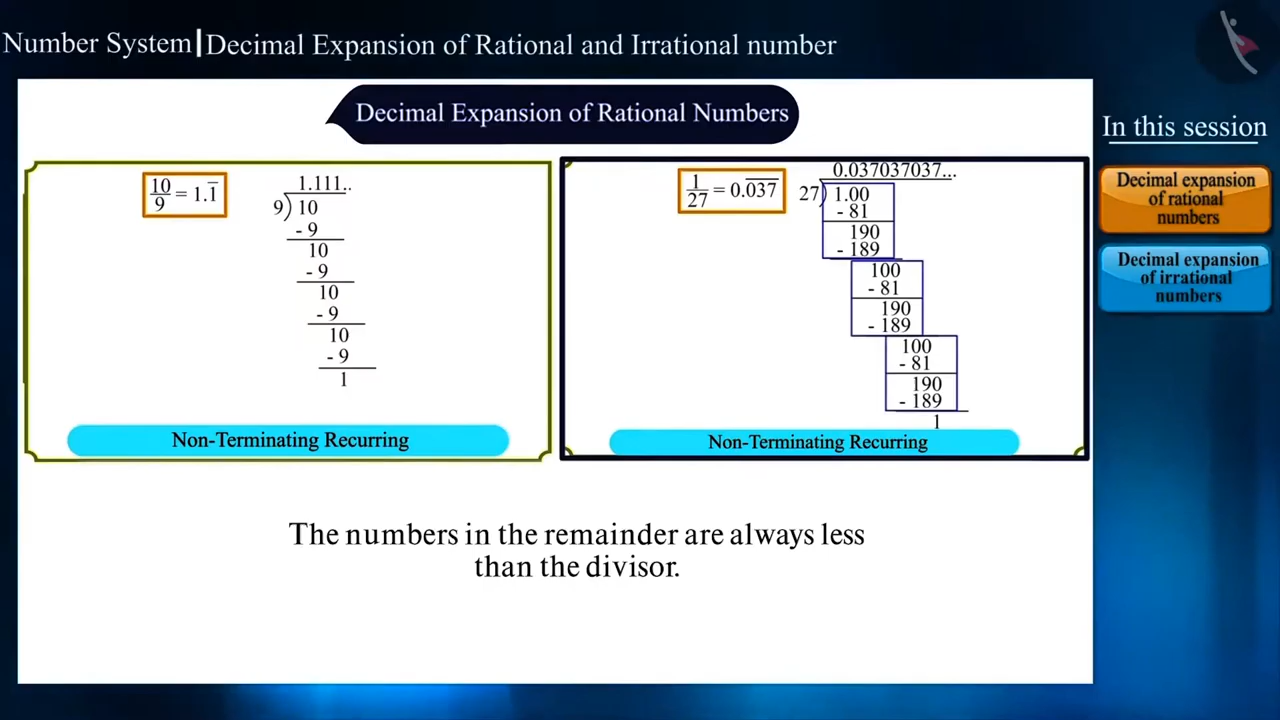 Number System|Decimal Expansion of Rational and Irrational number
Decimal Expansion of Rational Numbers
10/9 = 1.1̅
1.111..
9)10
- 9
10
- 9
10
- 9
10
- 9
1
Non-Terminating Recurring
1/27 = 0.0̅3̅7̅
0.037037037...
27)1.00
- 81
190
- 189
100
- 81
190
- 189
100
- 81
190
- 189
1
Non-Terminating Recurring
The numbers in the remainder are always less
than the divisor.
In this session
Decimal expansion
of rational
numbers
Decimal expansion
of irrational
numbers